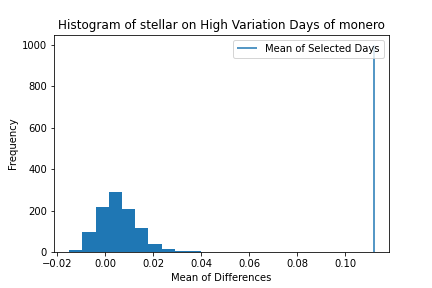 Histogram of stellar on High Variation Days of monero
Mean of Selected Days
Frequency
1000
800
600
400
200
0
−0.02 0.00 0.02 0.04 0.06 0.08 0.10
Mean of Differences